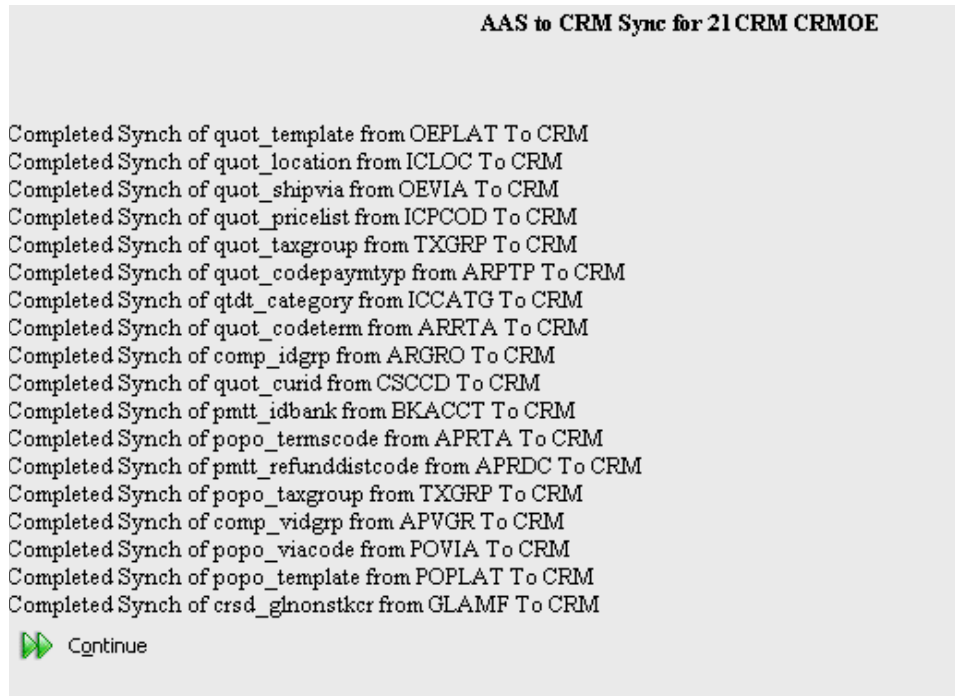 AAS to CRM Sync for 21CRM CRMOE
Completed Synch of quot_template from OEPLAT To CRM
Completed Synch of quot_location from ICLOC To CRM
Completed Synch of quot_shipvia from OEVIA To CRM
Completed Synch of quot_pricelist from ICPCOD To CRM
Completed Synch of quot_taxgroup from TXGRP To CRM
Completed Synch of quot_codepaymtyp from ARPTP To CRM
Completed Synch of qtdt_category from ICCATG To CRM
Completed Synch of quot_codeterm from ARRTA To CRM
Completed Synch of comp_idgrp from ARGRO To CRM
Completed Synch of quot_curid from CSCCD To CRM
Completed Synch of pmtt_idbank from BKACCT To CRM
Completed Synch of popo_termscode from APRTA To CRM
Completed Synch of pmtt_refunddistcode from APRDC To CRM
Completed Synch of popo_taxgroup from TXGRP To CRM
Completed Synch of comp_vidgrp from APVGR To CRM
Completed Synch of popo_viacode from POVIA To CRM
Completed Synch of popo_template from POPLAT To CRM
Completed Synch of crsd_glnonstkcr from GLAMF To CRM
Continue